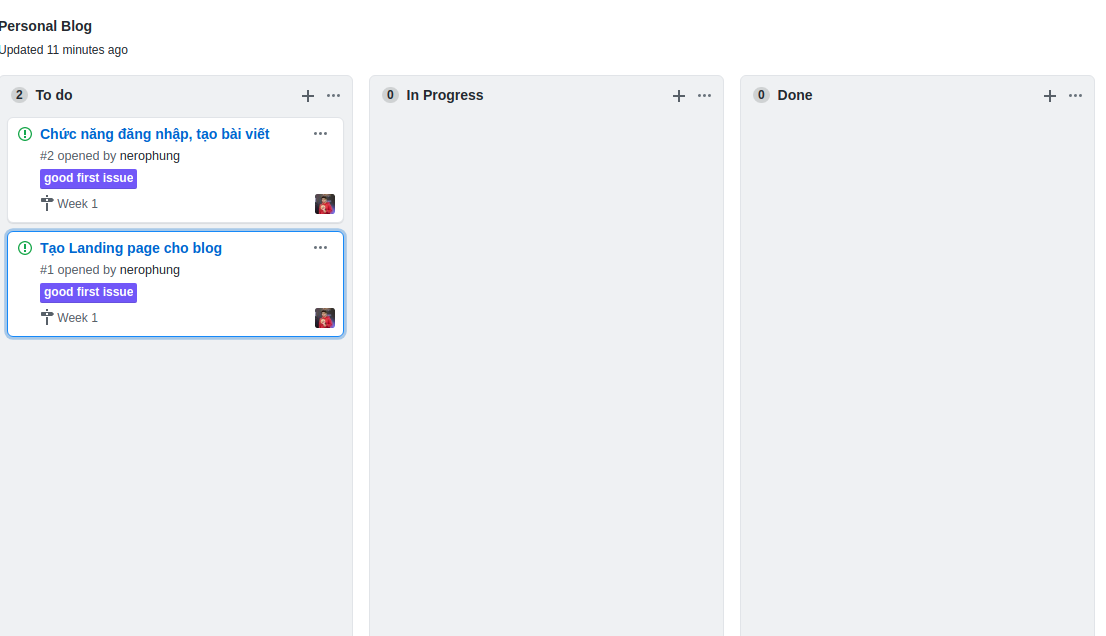 Personal Blog
Updated 11 minutes ago
2 To do
Chức năng đăng nhập, tạo bài viết
#2 opened by nerophung
good first issue
Week 1
Tạo Landing page cho blog
#1 opened by nerophung
good first issue
Week 1
0 In Progress
0 Done